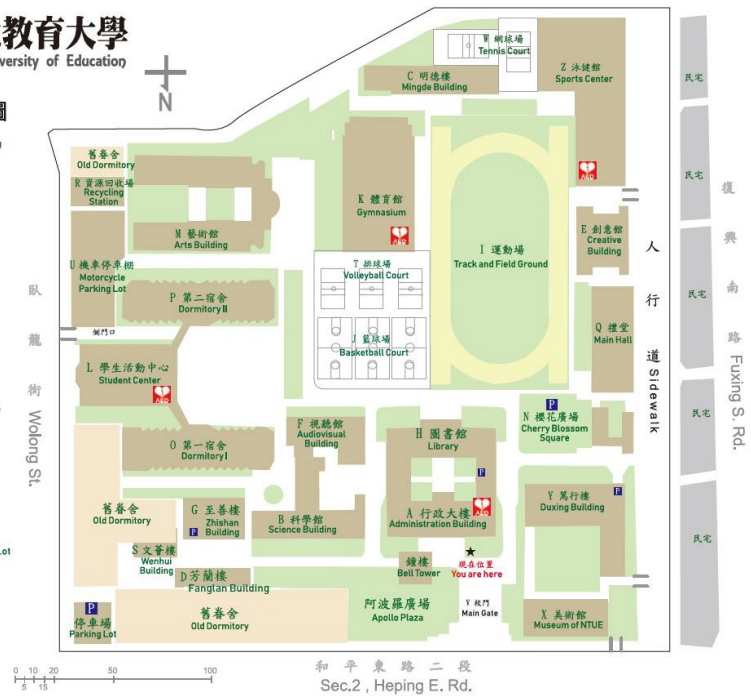 教育大學
versity of Education
N
圖
W 網球場
Tennis Court
C 明德樓
Mingde Building
Z 泳健館
Sports Center
AED
民宅
舊眷舍
Old Dormitory
R 資源回收場
Recycling
Station
M 藝術館
Arts Building
K 體育館
Gymnasium
AED
I 運動場
Track and Field Ground
E 創意館
Creative
Building
民宅
U 機車停車棚
Motorcycle
Parking Lot
P 第二宿舍
Dormitory II
T 排球場
Volleyball Court
J 籃球場
Basketball Court
Q 禮堂
Main Hall
人行道 Sidewalk
民宅
復興南路 Fuxing S. Rd.
臥龍街 Wolong St.
側門口
L 學生活動中心
Student Center
AED
O 第一宿舍
Dormitory I
F 視聽館
Audiovisual
Building
H 圖書館
Library
P
P
N 櫻花廣場
Cherry Blossom
Square
民宅
舊眷舍
Old Dormitory
G 至善樓
Zhishan
Building
P
B 科學館
Science Building
A 行政大樓
Administration Building
AED
Y 篤行樓
Duxing Building
P
民宅
S 文薈樓
Wenhui
Building
D 芳蘭樓
Fanglan Building
鐘樓
Bell Tower
★
現在位置
You are here
Lot
P
停車場
Parking Lot
舊眷舍
Old Dormitory
阿波羅廣場
Apollo Plaza
V 校門
Main Gate
X 美術館
Museum of NTUE
0 10 20 50 100
5 15
和平東路二段
Sec.2 , Heping E. Rd.